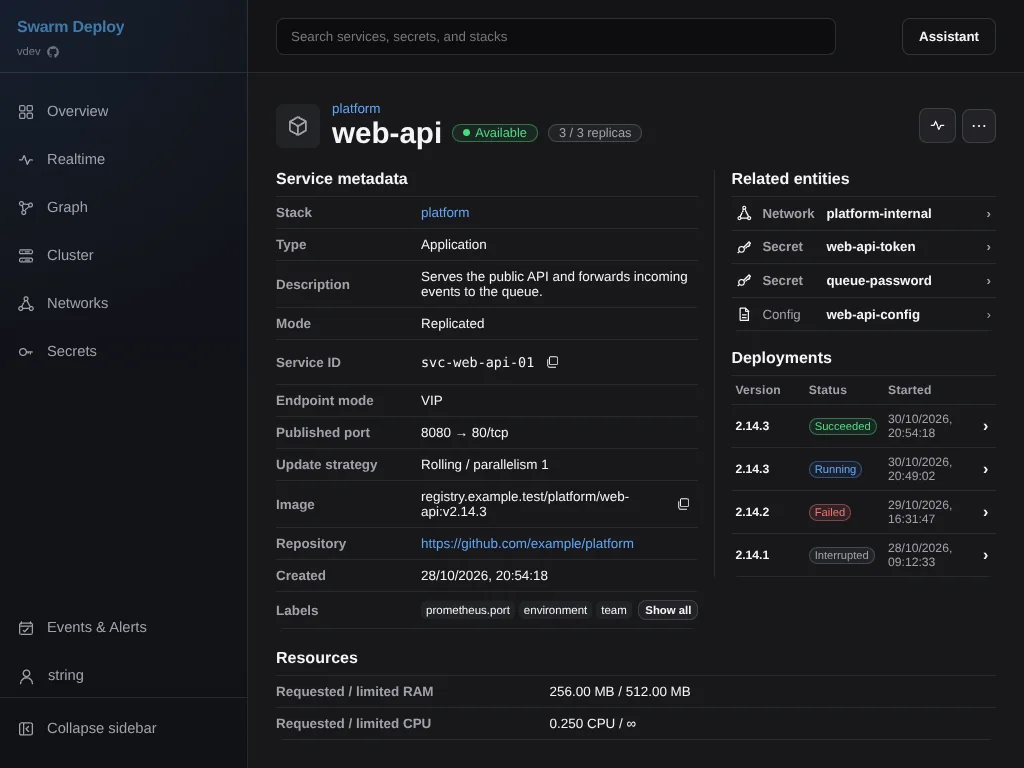 Swarm Deploy
vdev
Search services, secrets, and stacks
Assistant
Overview
Realtime
Graph
Cluster
Networks
Secrets
Events & Alerts
string
Collapse sidebar
platform
web-api
Available
3 / 3 replicas
...
Service metadata
Stack platform
Type Application
Description Serves the public API and forwards incoming
events to the queue.
Mode Replicated
Service ID svc-web-api-01
Endpoint mode VIP
Published port 8080 → 80/tcp
Update strategy Rolling / parallelism 1
Image registry.example.test/platform/web-
api:v2.14.3
Repository https://github.com/example/platform
Created 28/10/2026, 20:54:18
Labels prometheus.port environment team Show all
Related entities
Network platform-internal ›
Secret web-api-token ›
Secret queue-password ›
Config web-api-config ›
Deployments
Version Status Started
2.14.3 Succeeded 30/10/2026,
20:54:18 ›
2.14.3 Running 30/10/2026,
20:49:02 ›
2.14.2 Failed 29/10/2026,
16:31:47 ›
2.14.1 Interrupted 28/10/2026,
09:12:33 ›
Resources
Requested / limited RAM 256.00 MB / 512.00 MB
Requested / limited CPU 0.250 CPU / ∞